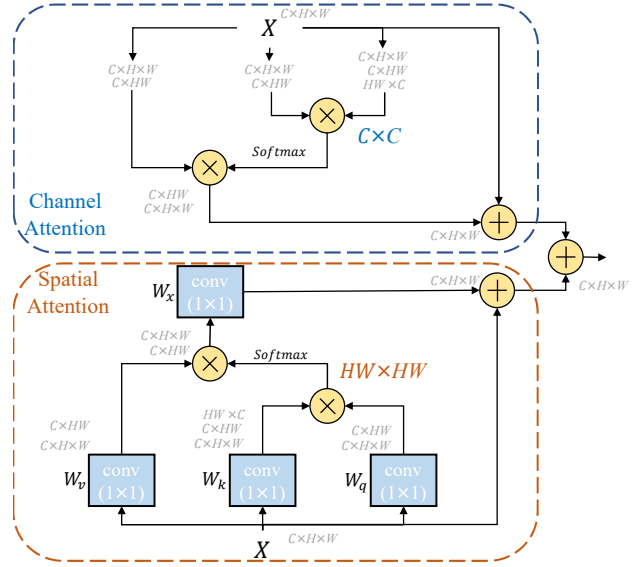 C×H×W
X
C×H×W
C×HW
C×H×W
C×HW
C×H×W
C×HW
HW×C
×
C×C
Softmax
×
C×HW
C×H×W
Channel
Attention
+
C×H×W
+
C×H×W
Spatial
Attention
W_x
conv
(1×1)
C×H×W
+
C×H×W
C×HW
×
Softmax
HW×HW
×
C×HW
C×H×W
HW×C
C×HW
C×H×W
C×HW
C×H×W
W_v
conv
(1×1)
W_k
conv
(1×1)
W_q
conv
(1×1)
X
C×H×W